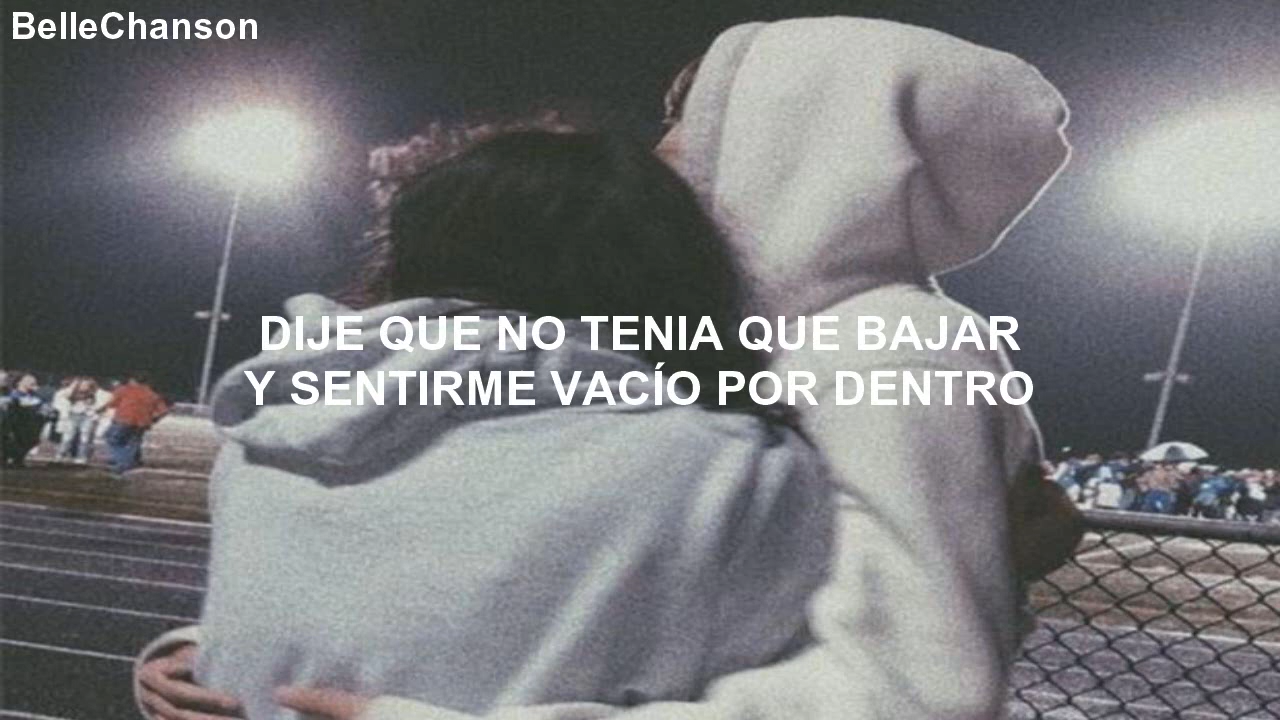 BelleChanson
DIJE QUE NO TENIA QUE BAJAR
Y SENTIRME VACÍO POR DENTRO